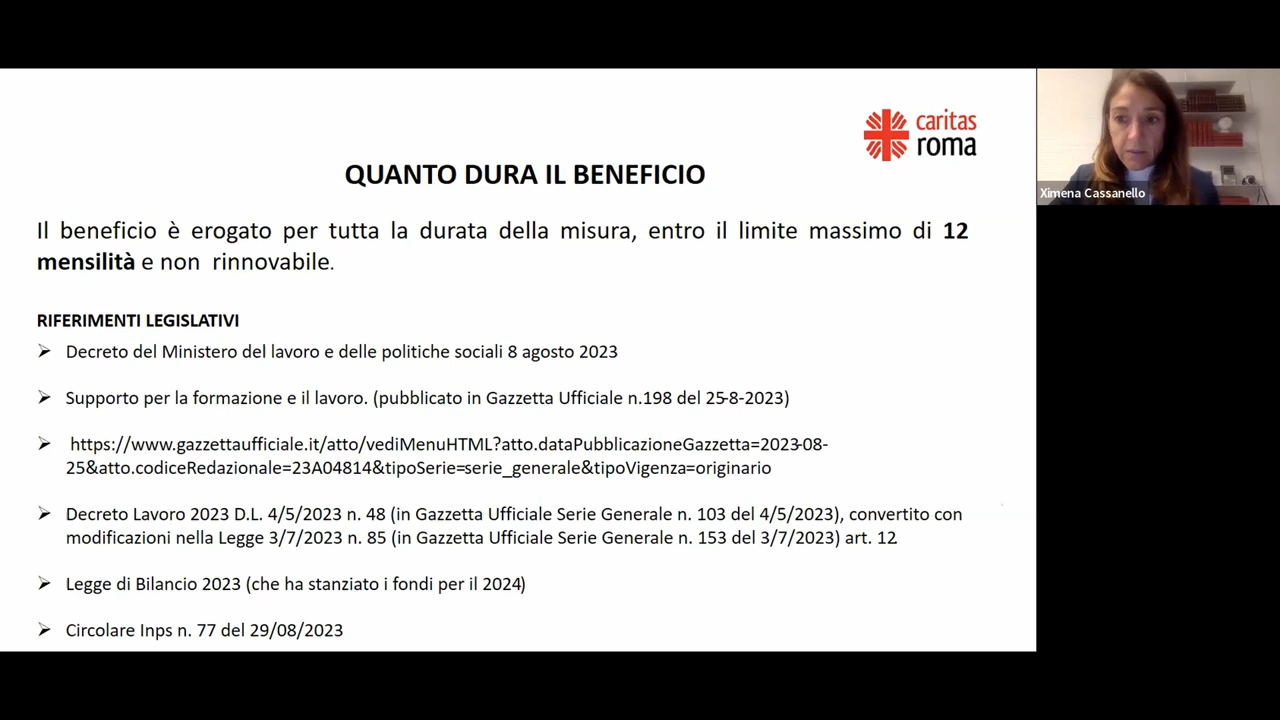 caritas
roma
Ximena Cassanello
QUANTO DURA IL BENEFICIO
Il beneficio è erogato per tutta la durata della misura, entro il limite massimo di 12
mensilità e non rinnovabile.
RIFERIMENTI LEGISLATIVI
➢ Decreto del Ministero del lavoro e delle politiche sociali 8 agosto 2023
➢ Supporto per la formazione e il lavoro. (pubblicato in Gazzetta Ufficiale n.198 del 25-8-2023)
➢ https://www.gazzettaufficiale.it/atto/vediMenuHTML?atto.dataPubblicazioneGazzetta=2023-08-
25&atto.codiceRedazionale=23A04814&tipoSerie=serie_generale&tipoVigenza=originario
➢ Decreto Lavoro 2023 D.L. 4/5/2023 n. 48 (in Gazzetta Ufficiale Serie Generale n. 103 del 4/5/2023), convertito con
modificazioni nella Legge 3/7/2023 n. 85 (in Gazzetta Ufficiale Serie Generale n. 153 del 3/7/2023) art. 12
➢ Legge di Bilancio 2023 (che ha stanziato i fondi per il 2024)
➢ Circolare Inps n. 77 del 29/08/2023